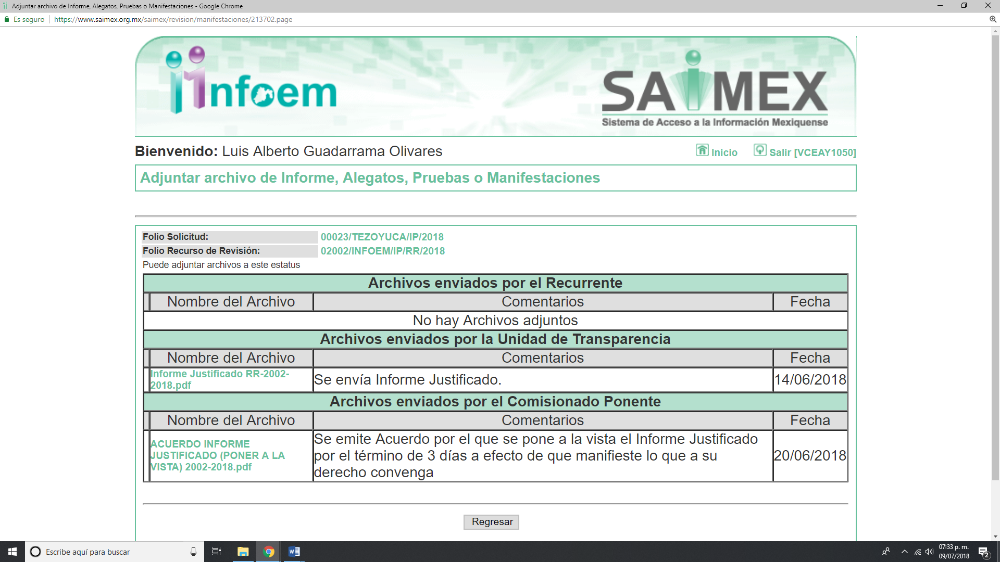 Adjuntar archivo de Informe, Alegatos, Pruebas o Manifestaciones - Google Chrome
Es seguro | https://www.saimex.org.mx/saimex/revision/manifestaciones/213702.page
infoem
SAIMEX
Sistema de Acceso a la Información Mexiquense
Bienvenido: Luis Alberto Guadarrama Olivares
Inicio Salir [VCEAY1050]
Adjuntar archivo de Informe, Alegatos, Pruebas o Manifestaciones
Folio Solicitud: 00023/TEZOYUCA/IP/2018
Folio Recurso de Revisión: 02002/INFOEM/IP/RR/2018
Puede adjuntar archivos a este estatus
Archivos enviados por el Recurrente
Nombre del Archivo Comentarios Fecha
No hay Archivos adjuntos
Archivos enviados por la Unidad de Transparencia
Nombre del Archivo Comentarios Fecha
Informe Justificado RR-2002-
2018.pdf
Se envía Informe Justificado.
14/06/2018
Archivos enviados por el Comisionado Ponente
Nombre del Archivo Comentarios Fecha
ACUERDO INFORME
JUSTIFICADO (PONER A LA
VISTA) 2002-2018.pdf
Se emite Acuerdo por el que se pone a la vista el Informe Justificado
por el término de 3 días a efecto de que manifieste lo que a su
derecho convenga
20/06/2018
Regresar
Escribe aquí para buscar
07:33 p. m.
09/07/2018
2